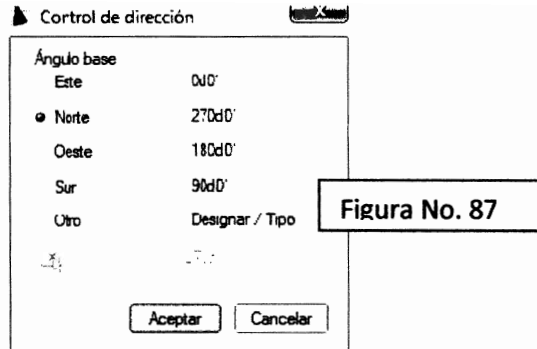 Cortrol de dirección
Ángulo base
Este 0d0'
Norte 270d0'
Oeste 180d0'
Sur 90d0'
Otro Designar / Tipo
Figura No. 87
Aceptar Cancelar